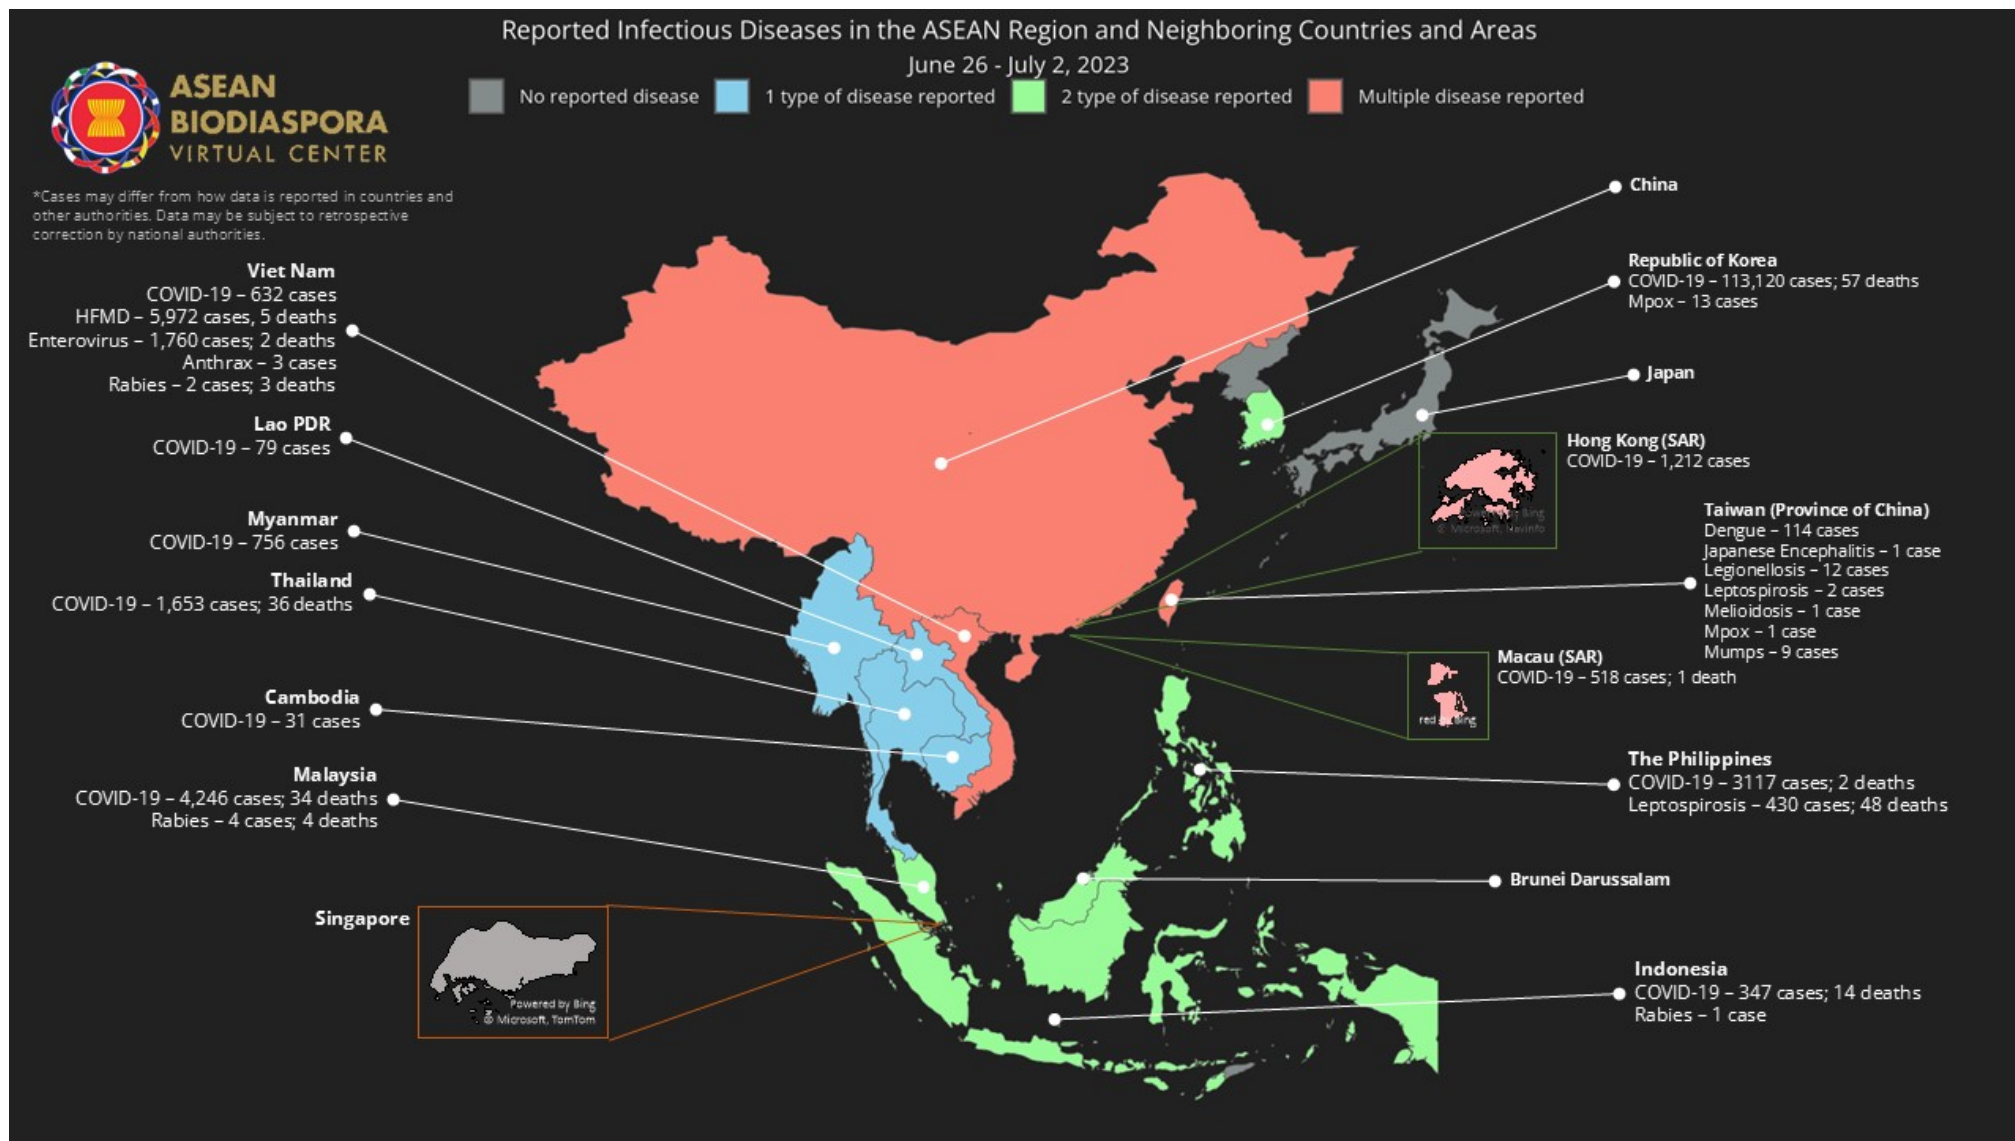 Reported Infectious Diseases in the ASEAN Region and Neighboring Countries and Areas
June 26 - July 2, 2023
No reported disease
1 type of disease reported
2 type of disease reported
Multiple disease reported
ASEAN
BIODIASPORA
VIRTUAL CENTER
*Cases may differ from how data is reported in countries and
other authorities. Data may be subject to retrospective
correction by national authorities.
Viet Nam
COVID-19 – 632 cases
HFMD – 5,972 cases, 5 deaths
Enterovirus – 1,760 cases; 2 deaths
Anthrax – 3 cases
Rabies – 2 cases; 3 deaths
Lao PDR
COVID-19 – 79 cases
Myanmar
COVID-19 – 756 cases
Thailand
COVID-19 – 1,653 cases; 36 deaths
Cambodia
COVID-19 – 31 cases
Malaysia
COVID-19 – 4,246 cases; 34 deaths
Rabies – 4 cases; 4 deaths
Singapore
Powered by Bing
© Microsoft, TomTom
China
Republic of Korea
COVID-19 – 113,120 cases; 57 deaths
Mpox – 13 cases
Japan
Hong Kong (SAR)
COVID-19 – 1,212 cases
Powered by Bing
© Microsoft, Navinfo
Taiwan (Province of China)
Dengue – 114 cases
Japanese Encephalitis – 1 case
Legionellosis – 12 cases
Leptospirosis – 2 cases
Melioidosis – 1 case
Mpox – 1 case
Mumps – 9 cases
Macau (SAR)
COVID-19 – 518 cases; 1 death
red by Bing
The Philippines
COVID-19 – 3117 cases; 2 deaths
Leptospirosis – 430 cases; 48 deaths
Brunei Darussalam
Indonesia
COVID-19 – 347 cases; 14 deaths
Rabies – 1 case